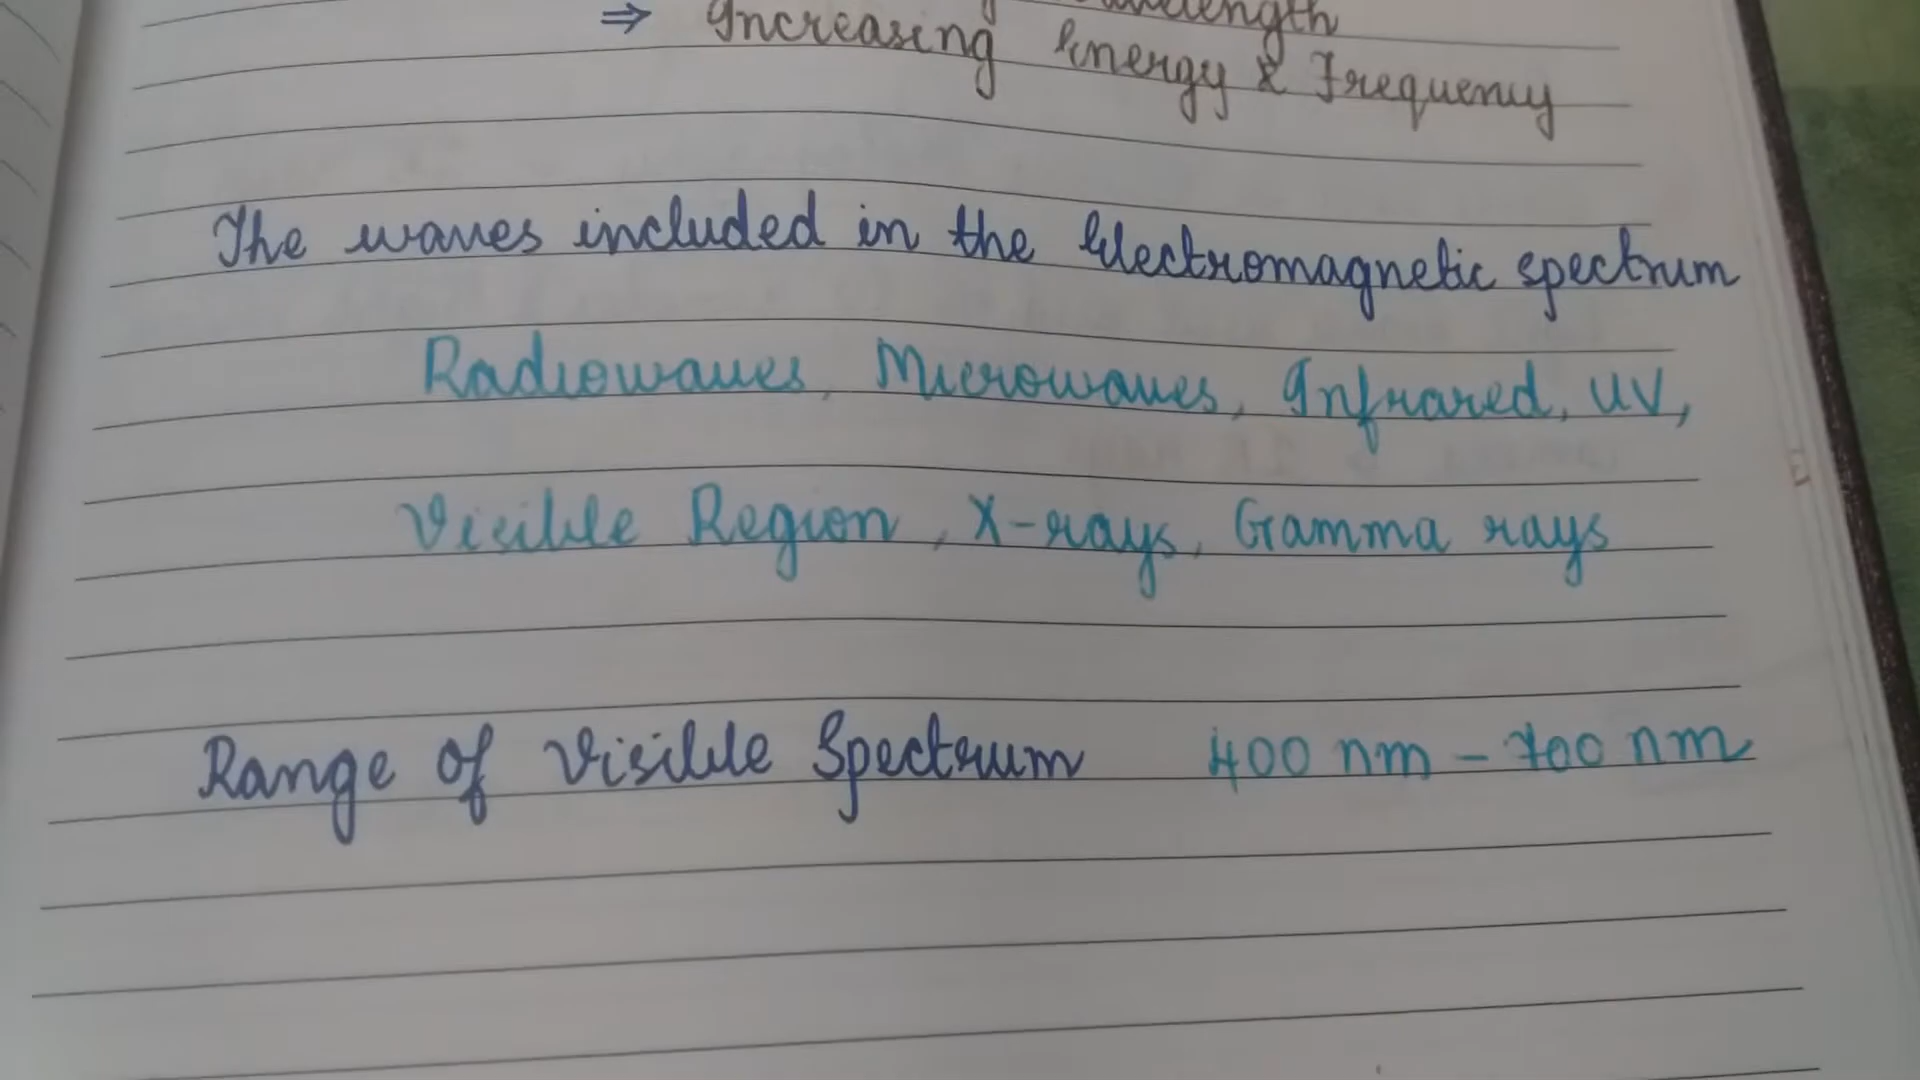 ⇒ Increasing Energy & Frequency
The waves included in the Electromagnetic spectrum
Radiowaves, Microwaves, Infrared, UV,
Visible Region, X-rays, Gamma rays
Range of Visible Spectrum 400 nm - 700 nm